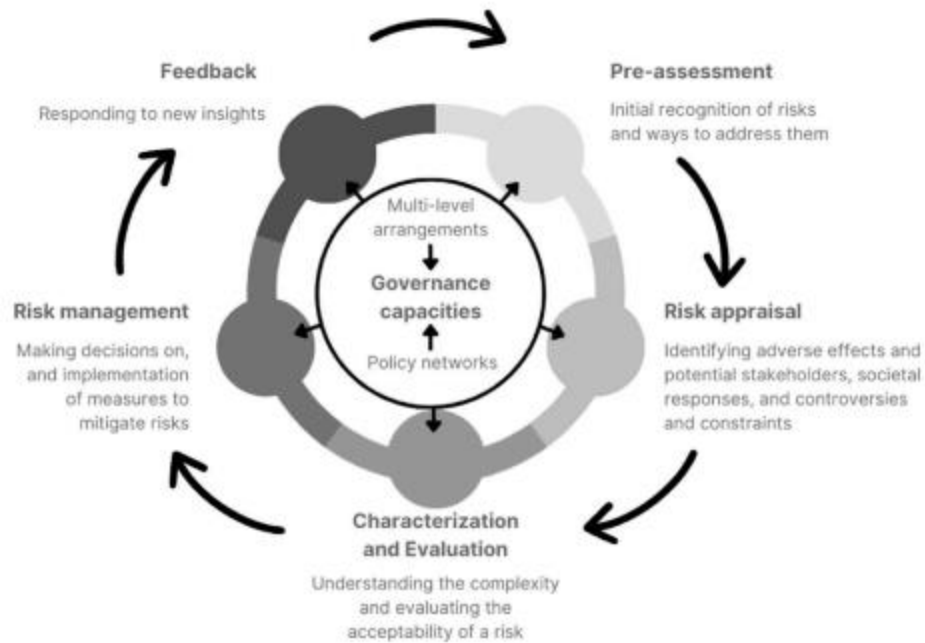 Feedback
Responding to new insights
Pre-assessment
Initial recognition of risks
and ways to address them
Multi-level
arrangements
Governance
capacities
Policy networks
Risk management
Making decisions on,
and implementation
of measures to
mitigate risks
Risk appraisal
Identifying adverse effects and
potential stakeholders, societal
responses, and controversies
and constraints
Characterization
and Evaluation
Understanding the complexity
and evaluating the
acceptability of a risk